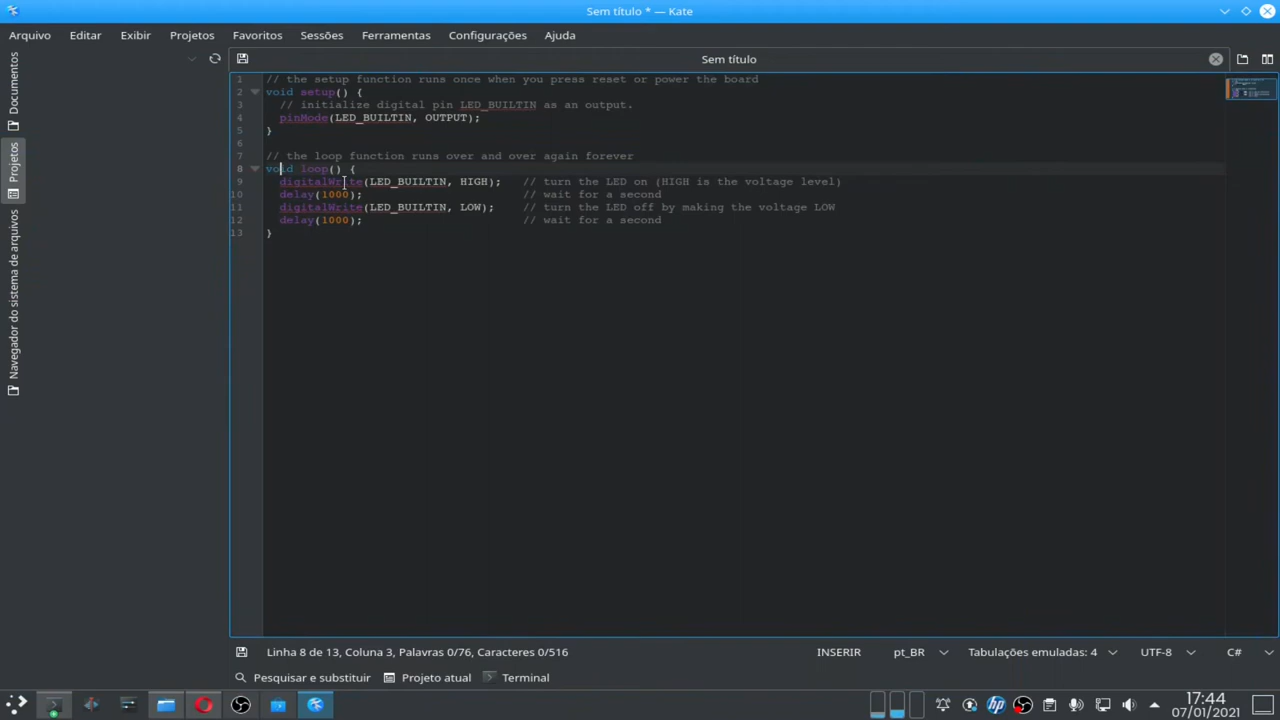 Sem título * — Kate
Arquivo Editar Exibir Projetos Favoritos Sessões Ferramentas Configurações Ajuda
Documentos
Projetos
Navegador do sistema de arquivos
Sem título
1 // the setup function runs once when you press reset or power the board
2 void setup() {
3 // initialize digital pin LED_BUILTIN as an output.
4 pinMode(LED_BUILTIN, OUTPUT);
5 }
6
7 // the loop function runs over and over again forever
8 void loop() {
9 digitalWrite(LED_BUILTIN, HIGH); // turn the LED on (HIGH is the voltage level)
10 delay(1000); // wait for a second
11 digitalWrite(LED_BUILTIN, LOW); // turn the LED off by making the voltage LOW
12 delay(1000); // wait for a second
13 }
Linha 8 de 13, Coluna 3, Palavras 0/76, Caracteres 0/516 INSERIR pt_BR Tabulações emuladas: 4 UTF-8 C#
Pesquisar e substituir Projeto atual Terminal
hp
17:44
07/01/2021